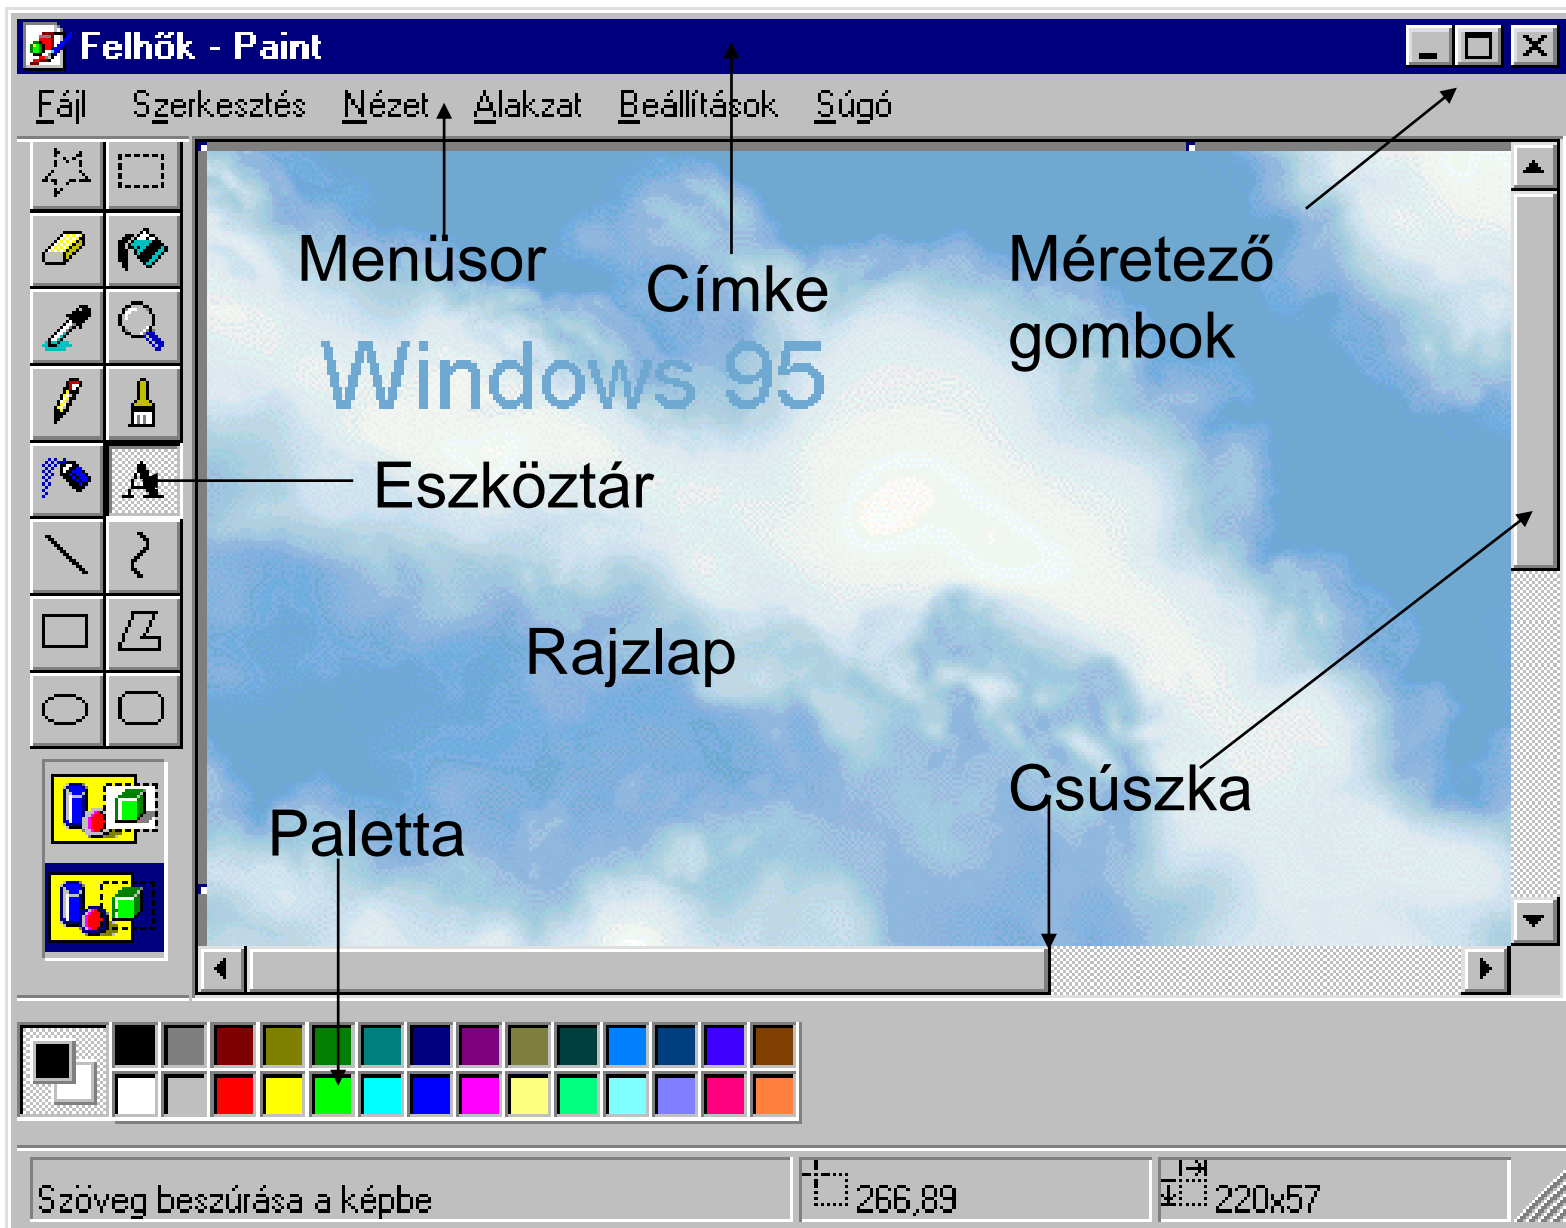 Felhők - Paint
Fájl Szerkesztés Nézet Alakzat Beállítások Súgó
Menüsor
Címke
Méretező
gombok
Windows 95
Eszköztár
A
Rajzlap
Csúszka
Paletta
Szöveg beszúrása a képbe
266,89
220x57